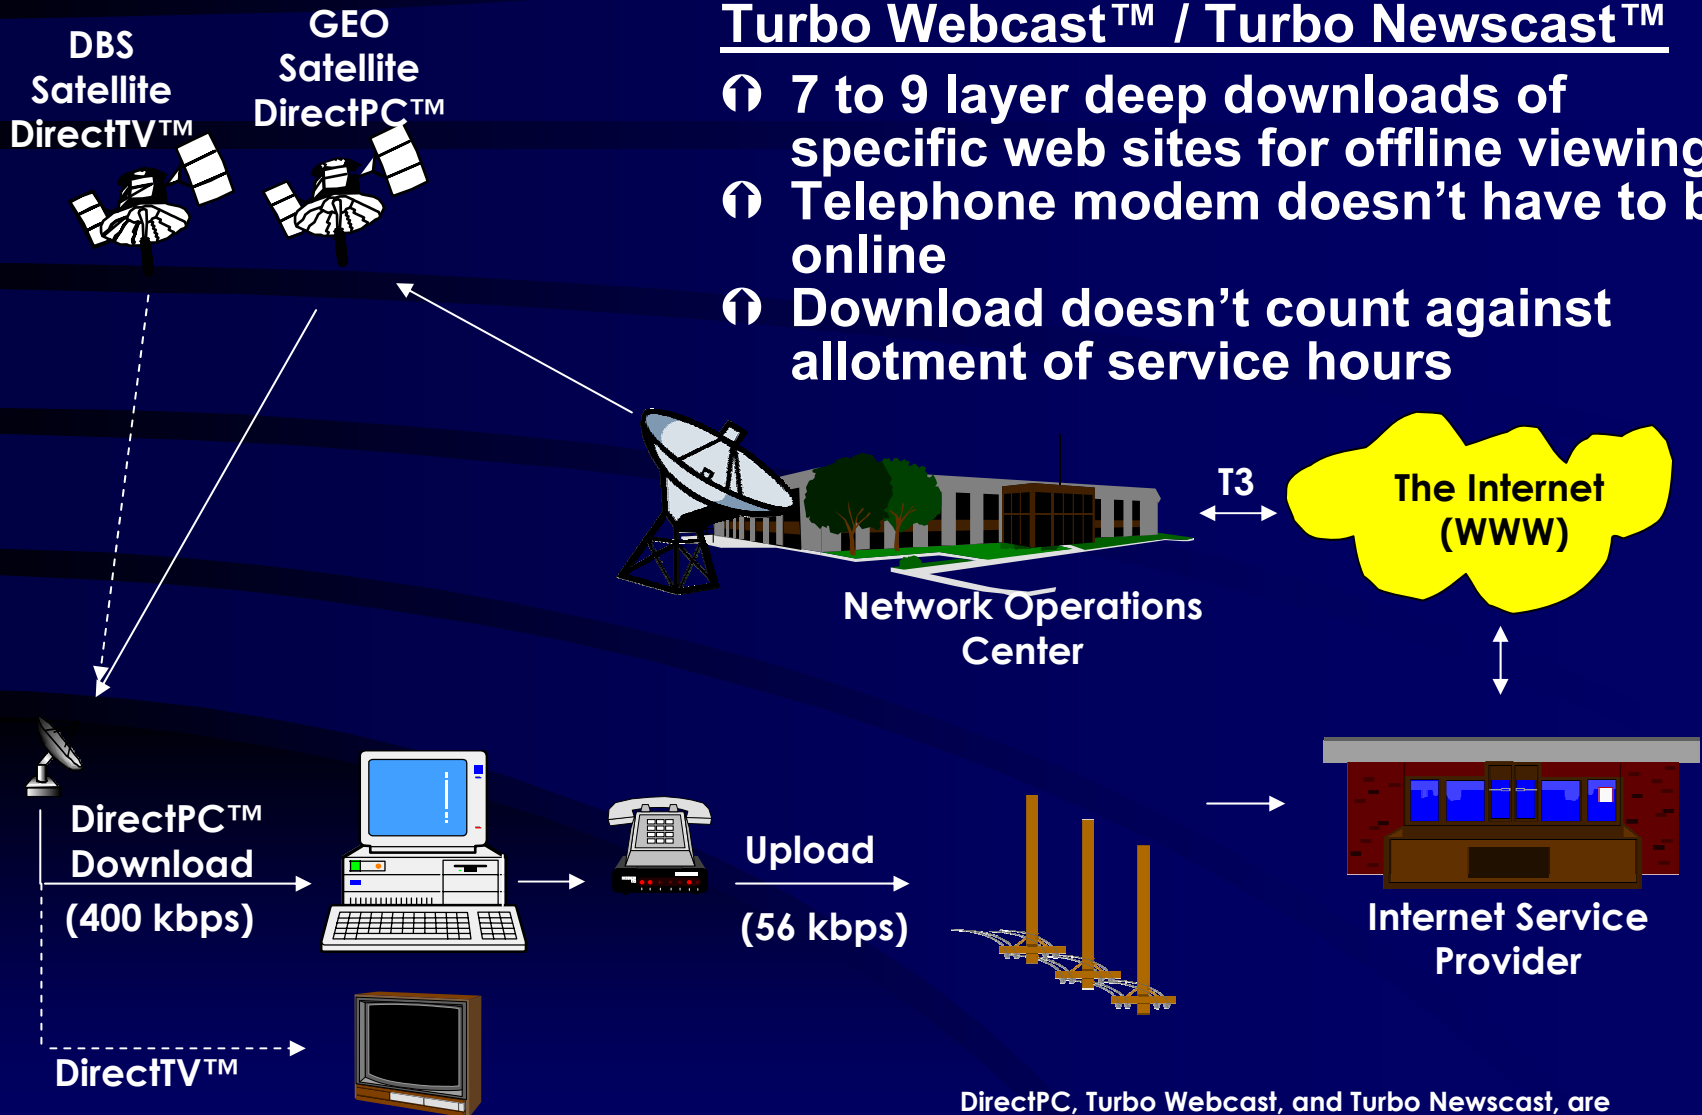 Turbo Webcast™ / Turbo Newscast™
7 to 9 layer deep downloads of
specific web sites for offline viewing
Telephone modem doesn't have to b
online
Download doesn't count against
allotment of service hours
DBS
Satellite
DirectTV™
GEO
Satellite
DirectPC™
T3
The Internet
(WWW)
Network Operations
Center
DirectPC™
Download
(400 kbps)
Upload
(56 kbps)
Internet Service
Provider
DirectTV™
DirectPC, Turbo Webcast, and Turbo Newscast, are